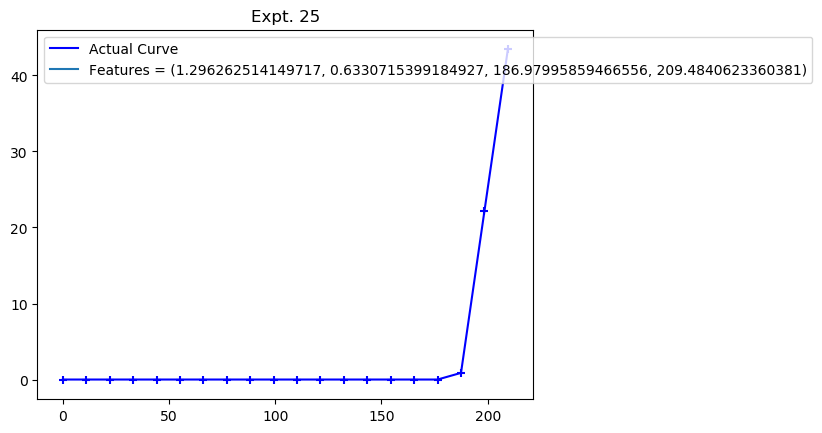 Expt. 25
Actual Curve
Features = (1.296262514149717, 0.6330715399184927, 186.97995859466556, 209.4840623360381)
40
30
20
10
0
0 50 100 150 200